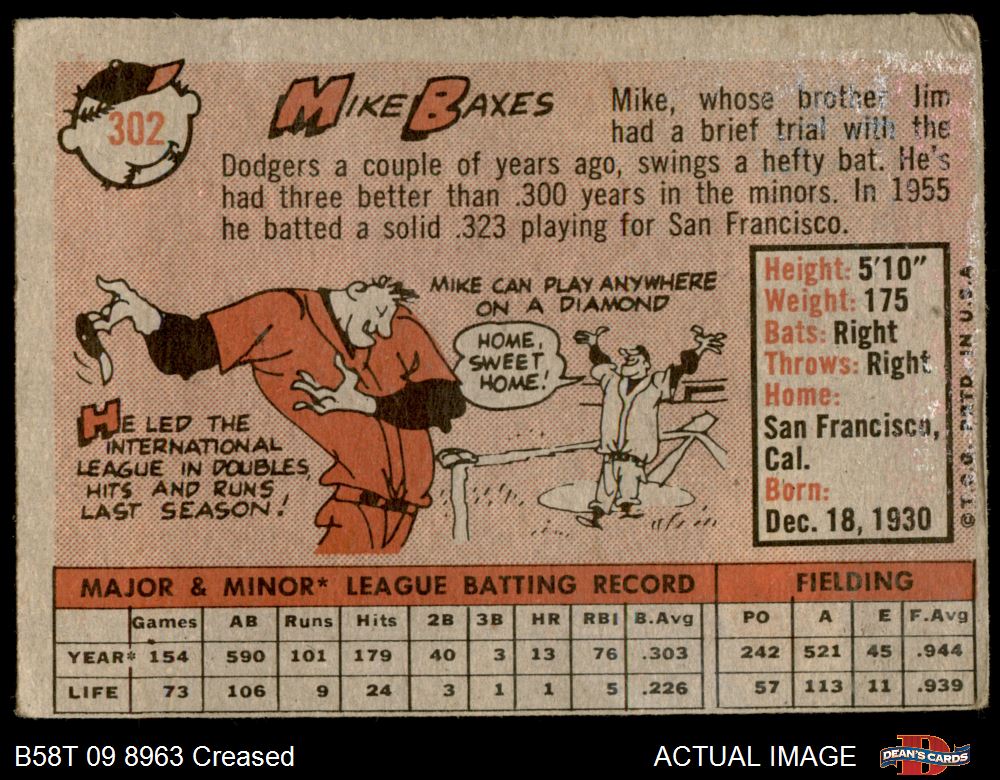 302
MIKE BAXES
Mike, whose brother Jim
had a brief trial with the
Dodgers a couple of years ago, swings a hefty bat. He's
had three better than .300 years in the minors. In 1955
he batted a solid .323 playing for San Francisco.
MIKE CAN PLAY ANYWHERE
ON A DIAMOND
HOME,
SWEET
HOME!
HE LED THE
INTERNATIONAL
LEAGUE IN DOUBLES,
HITS AND RUNS
LAST SEASON!
Height: 5'10"
Weight: 175
Bats: Right
Throws: Right
Home:
San Francisco,
Cal.
Born:
Dec. 18, 1930
© T.C.G. PRTD. IN U.S.A.
MAJOR & MINOR* LEAGUE BATTING RECORD FIELDING
Games AB Runs Hits 2B 3B HR RBI B.Avg PO A E F.Avg
YEAR* 154 590 101 179 40 3 13 76 .303 242 521 45 .944
LIFE 73 106 9 24 3 1 1 5 .226 57 113 11 .939
B58T 09 8963 Creased
ACTUAL IMAGE
DEAN'S CARDS